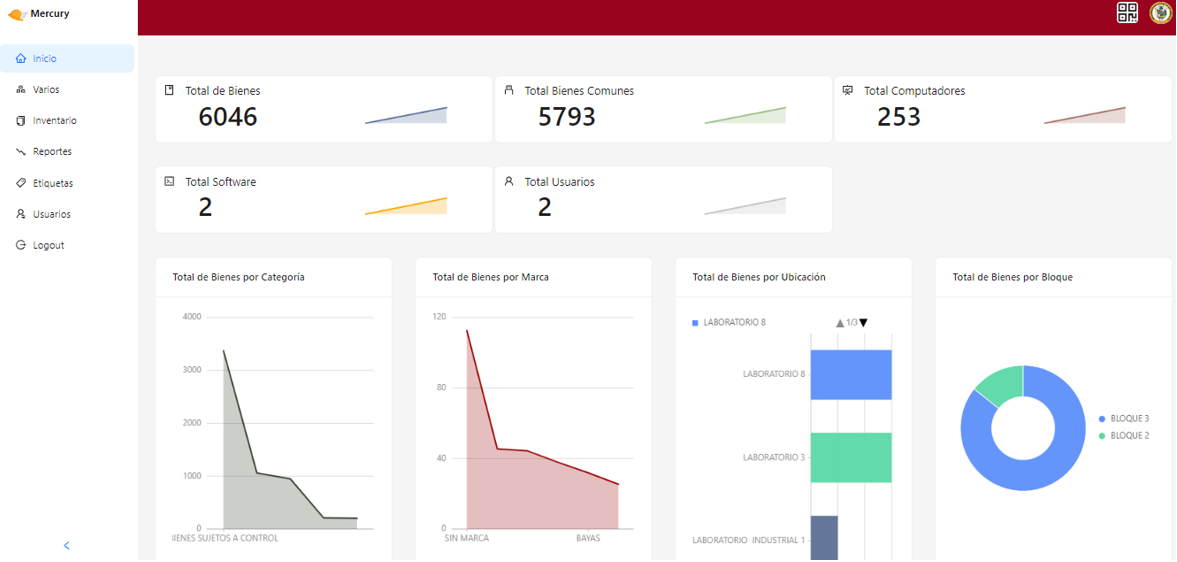 Mercury
Inicio
Varios
Inventario
Reportes
Etiquetas
Usuarios
Logout
Total de Bienes
6046
Total Bienes Comunes
5793
Total Computadores
253
Total Software
2
Total Usuarios
2
Total de Bienes por Categoría
4000
3000
2000
1000
0
BIENES SUJETOS A CONTROL
Total de Bienes por Marca
120
80
40
0
SIN MARCA
BAYAS
Total de Bienes por Ubicación
LABORATORIO 8
1/3
LABORATORIO 8
LABORATORIO 3
LABORATORIO INDUSTRIAL 1
Total de Bienes por Bloque
BLOQUE 3
BLOQUE 2